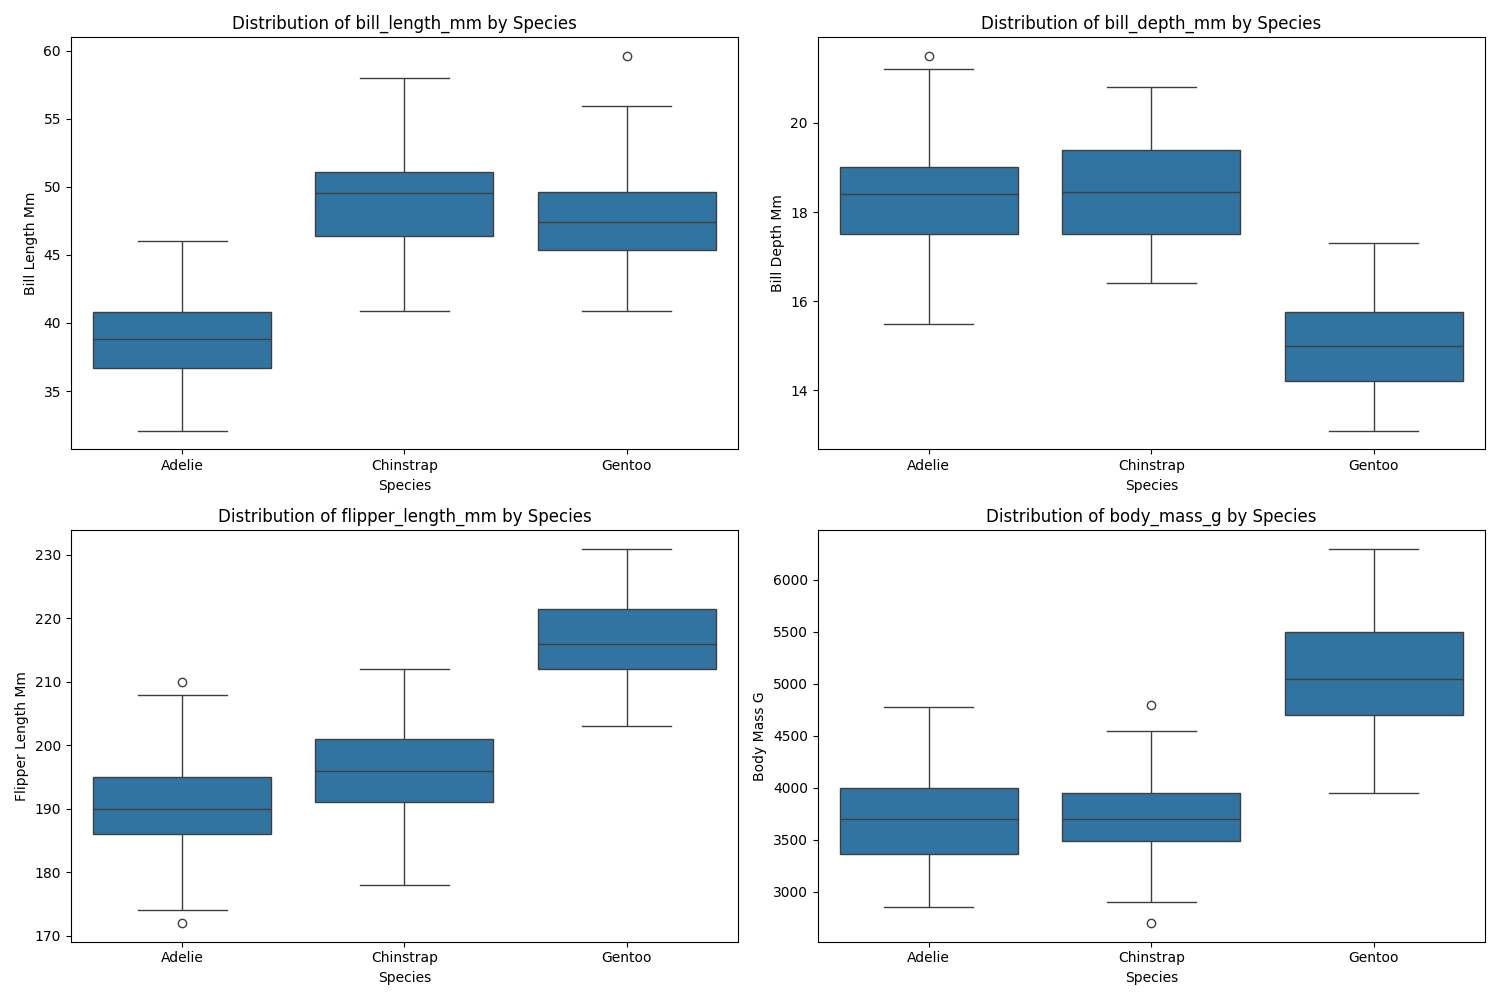 Distribution of bill_length_mm by Species
Bill Length Mm
60
55
50
45
40
35
Adelie
Chinstrap
Gentoo
Species
Distribution of bill_depth_mm by Species
Bill Depth Mm
20
18
16
14
Adelie
Chinstrap
Gentoo
Species
Distribution of flipper_length_mm by Species
Flipper Length Mm
230
220
210
200
190
180
170
Adelie
Chinstrap
Gentoo
Species
Distribution of body_mass_g by Species
Body Mass G
6000
5500
5000
4500
4000
3500
3000
Adelie
Chinstrap
Gentoo
Species